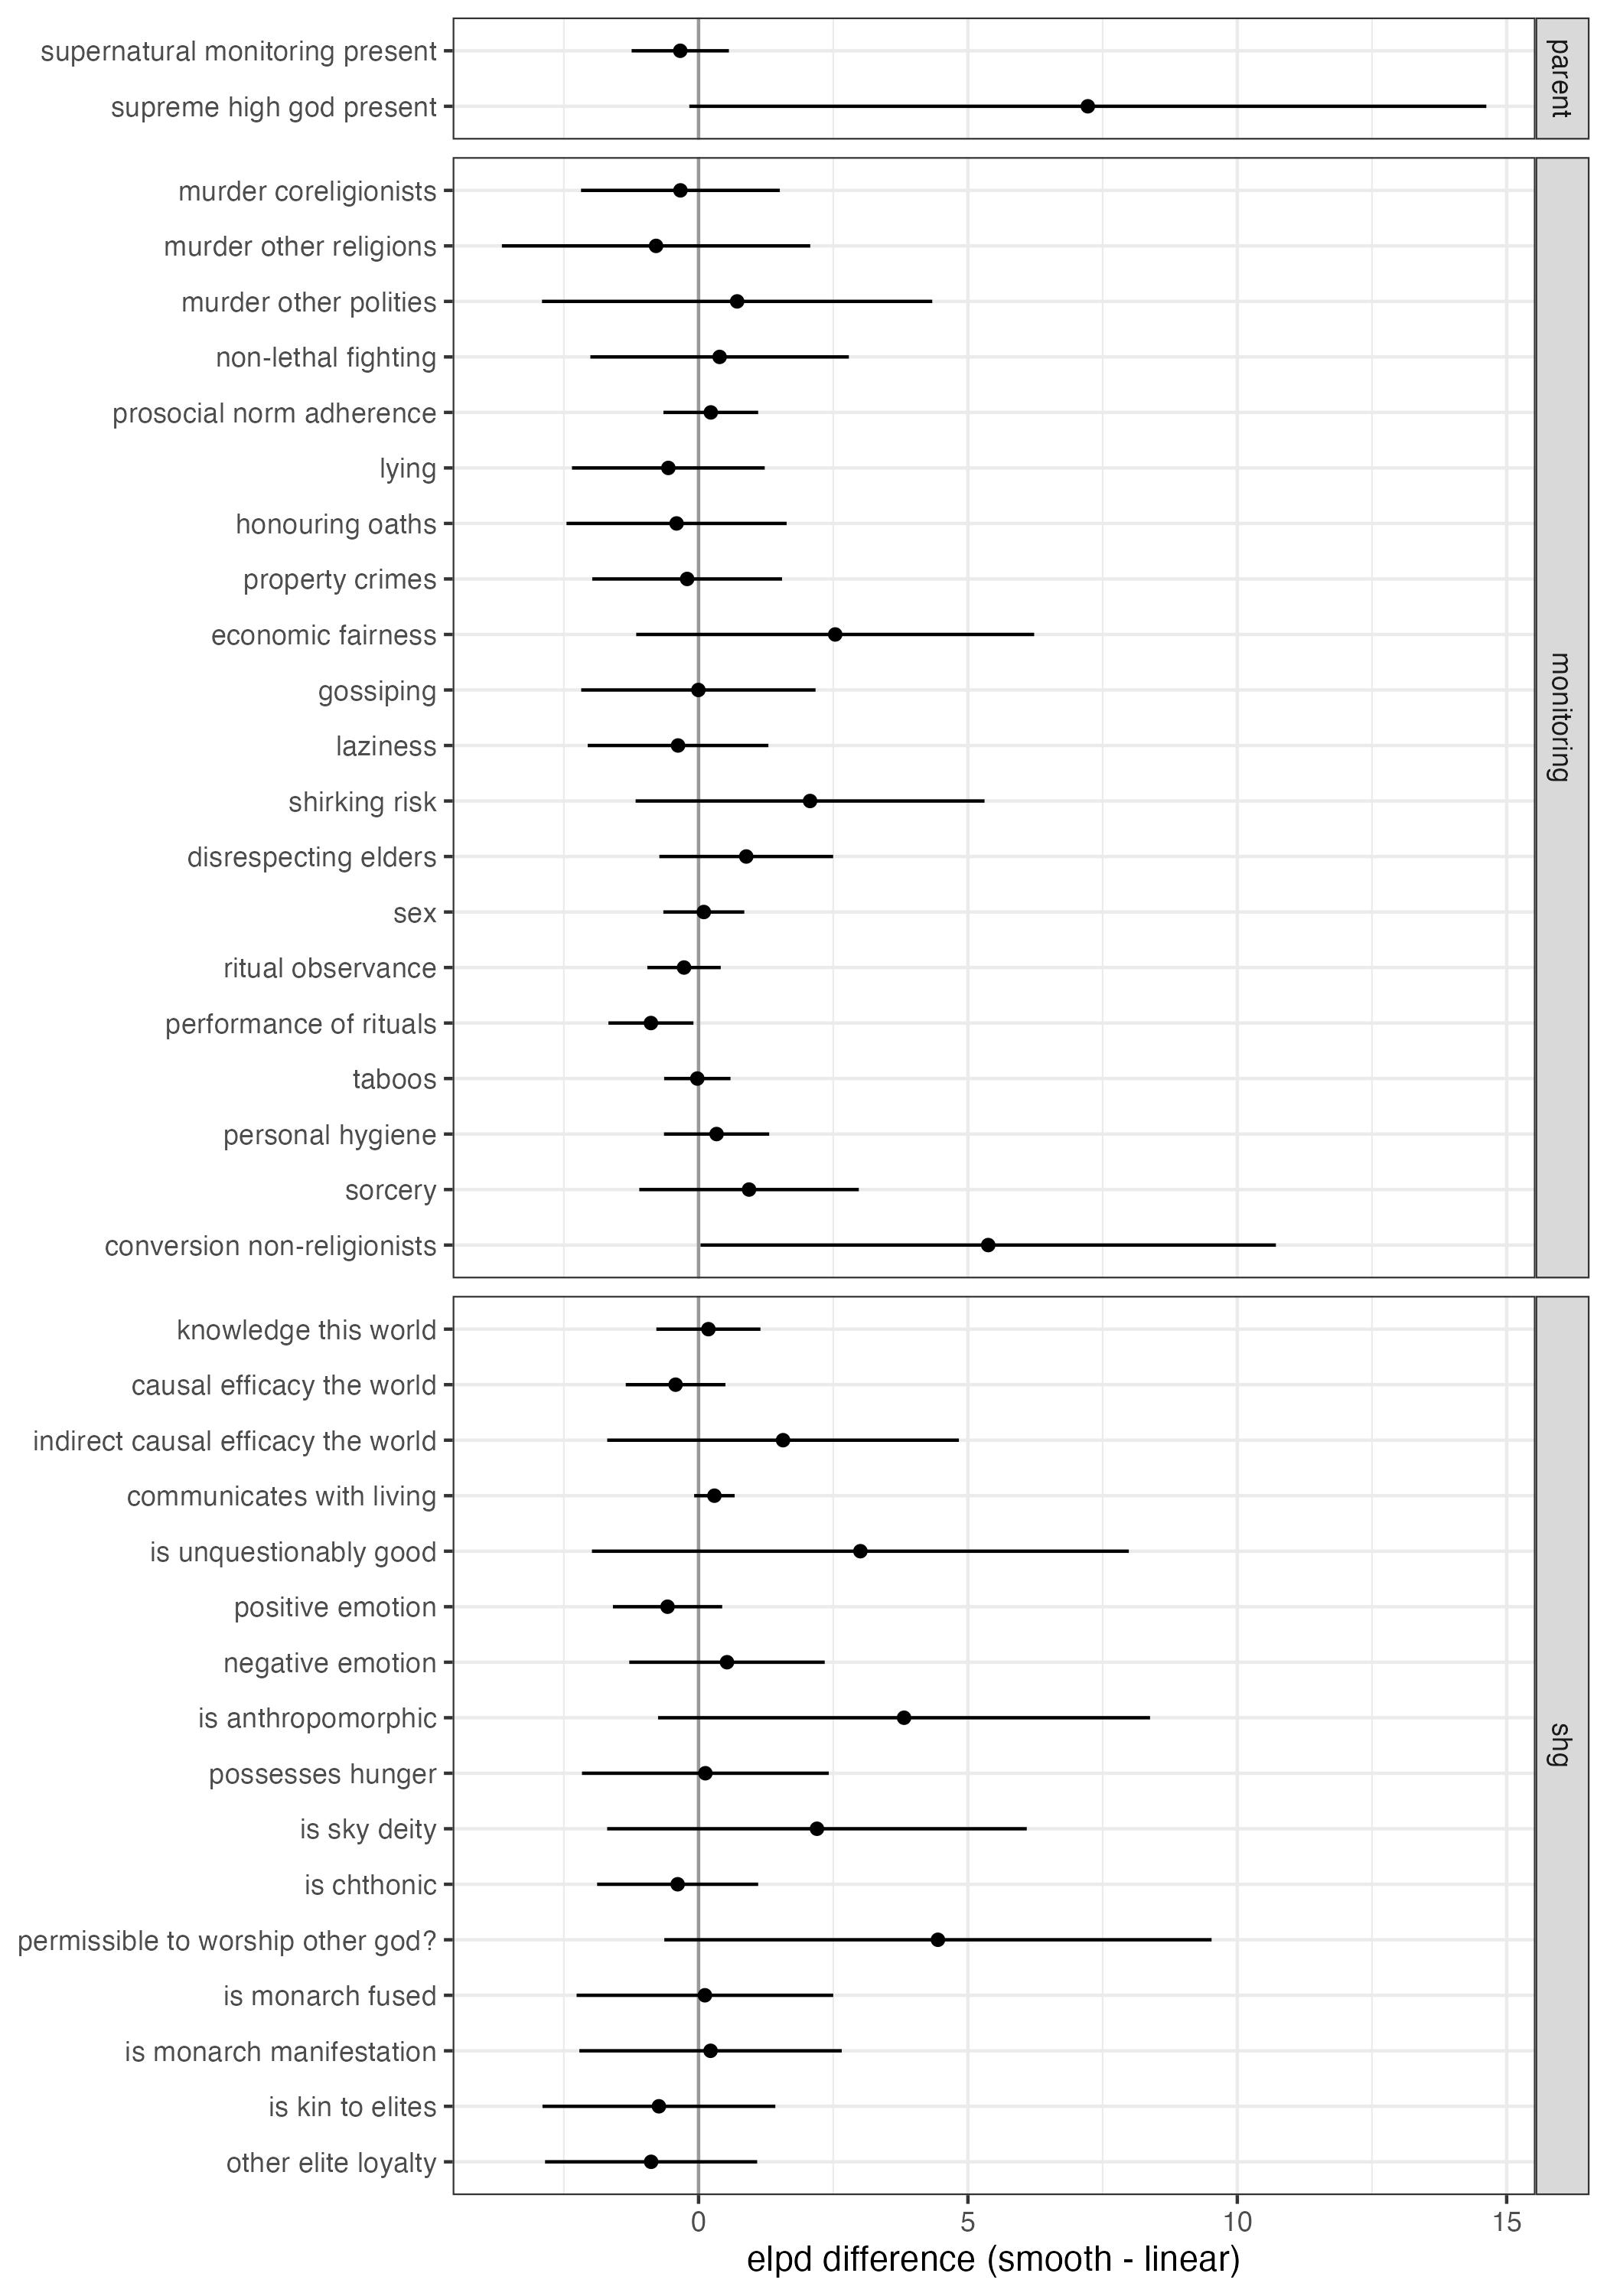 supernatural monitoring present
supreme high god present
parent
murder coreligionists
murder other religions
murder other polities
non-lethal fighting
prosocial norm adherence
lying
honouring oaths
property crimes
economic fairness
gossiping
laziness
shirking risk
disrespecting elders
sex
ritual observance
performance of rituals
taboos
personal hygiene
sorcery
conversion non-religionists
monitoring
knowledge this world
causal efficacy the world
indirect causal efficacy the world
communicates with living
is unquestionably good
positive emotion
negative emotion
is anthropomorphic
possesses hunger
is sky deity
is chthonic
permissible to worship other god?
is monarch fused
is monarch manifestation
is kin to elites
other elite loyalty
shg
0 5 10 15
elpd difference (smooth - linear)